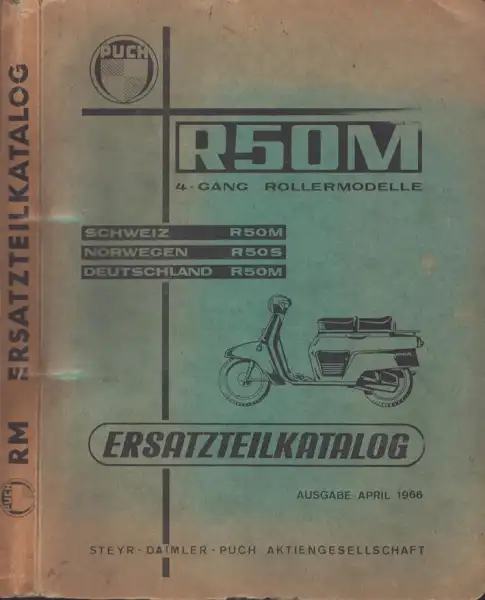 PUCH
R50M
4-GANG ROLLERMODELLE
SCHWEIZ R50M
NORWEGEN R50S
DEUTSCHLAND R50M
ERSATZTEILKATALOG
AUSGABE APRIL 1966
STEYR-DAIMLER-PUCH AKTIENGESELLSCHAFT
PUCH RM ERSATZTEILKATALOG